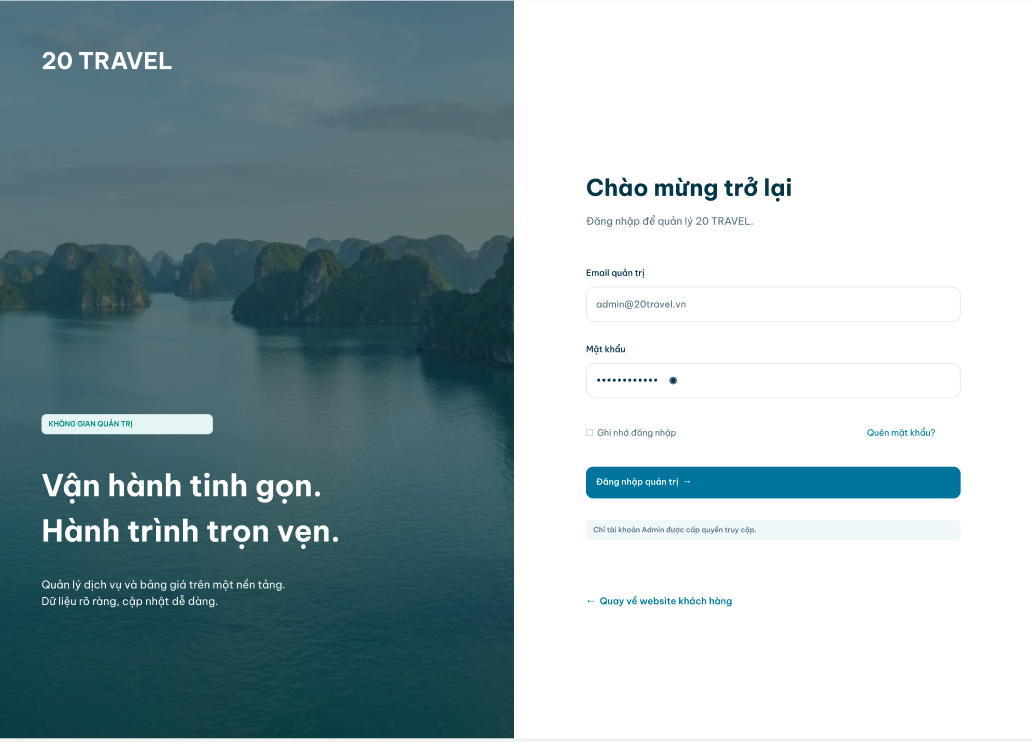 20 TRAVEL
KHÔNG GIAN QUẢN TRỊ
Vận hành tinh gọn.
Hành trình trọn vẹn.
Quản lý dịch vụ và bảng giá trên một nền tảng.
Dữ liệu rõ ràng, cập nhật dễ dàng.
Chào mừng trở lại
Đăng nhập để quản lý 20 TRAVEL.
Email quản trị
admin@20travel.vn
Mật khẩu
••••••••••••  ◉
□ Ghi nhớ đăng nhập
Quên mật khẩu?
Đăng nhập quản trị →
Chỉ tài khoản Admin được cấp quyền truy cập.
← Quay về website khách hàng